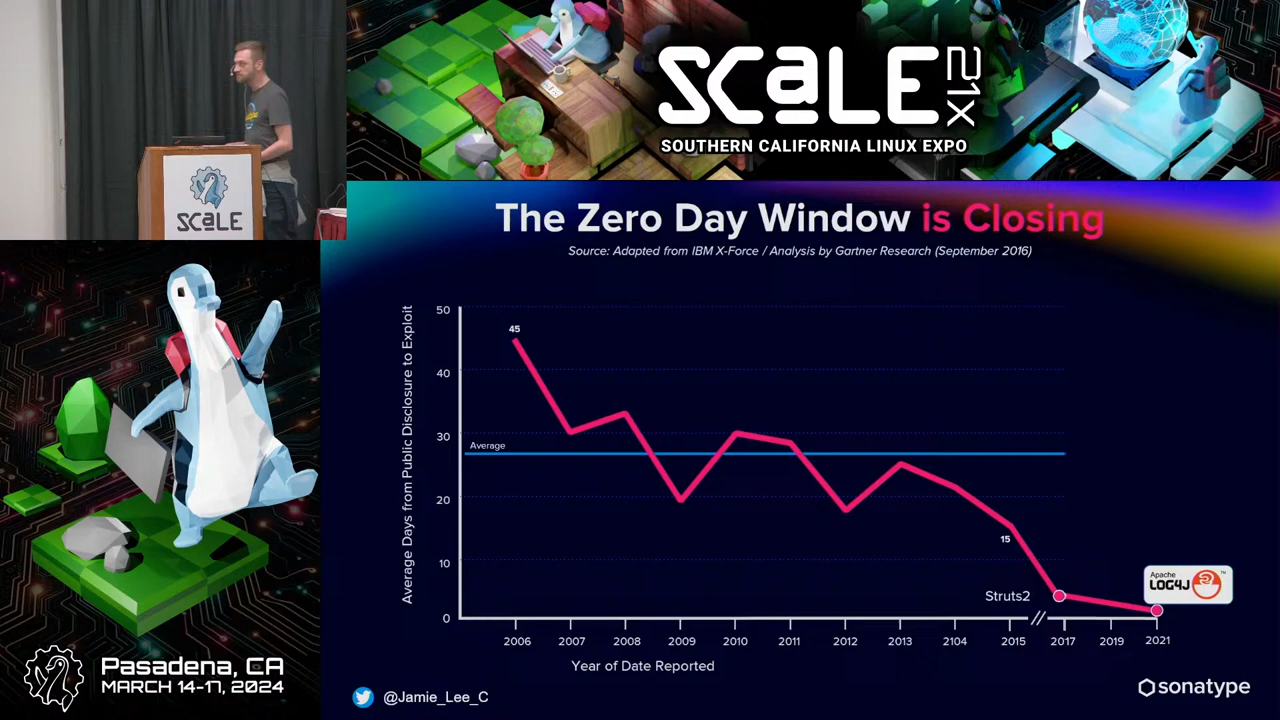 SCaLE 21X
SOUTHERN CALIFORNIA LINUX EXPO
SCaLE
The Zero Day Window is Closing
Source: Adapted from IBM X-Force / Analysis by Gartner Research (September 2016)
Average Days from Public Disclosure to Exploit
50
40
30
20
10
0
45
Average
15
Struts2
Apache
LOG4J
TM
2006 2007 2008 2009 2010 2011 2012 2013 2104 2015 2017 2019 2021
Year of Date Reported
@Jamie_Lee_C
sonatype
Pasadena, CA
MARCH 14-17, 2024